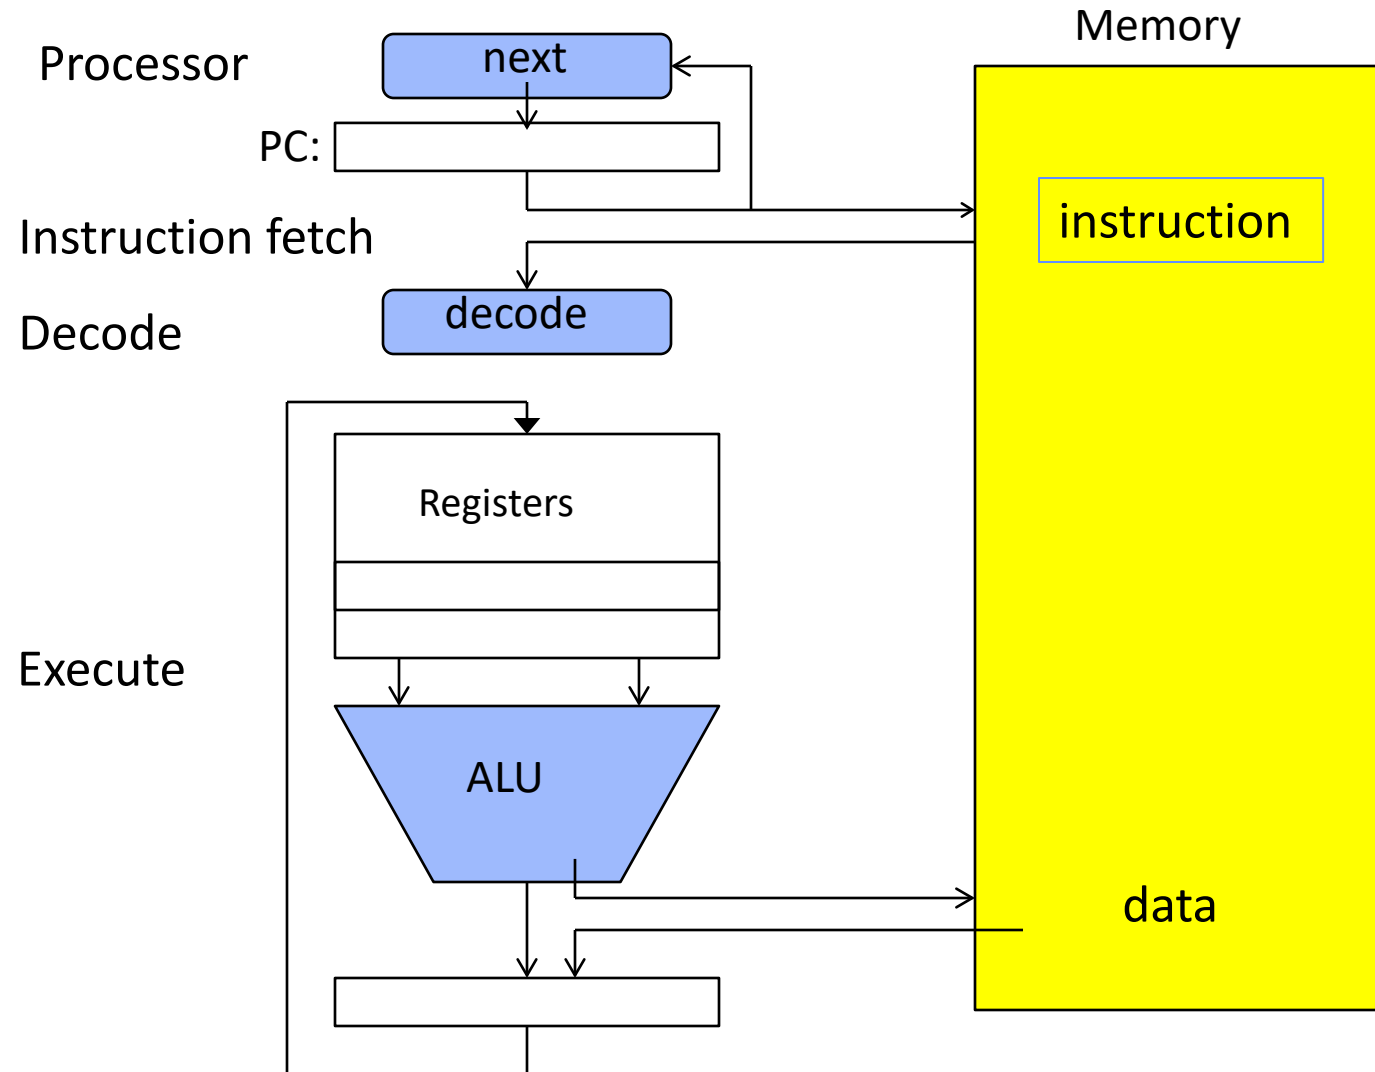 Memory
Processor
next
PC:
instruction
Instruction fetch
decode
Decode
Registers
Execute
ALU
data